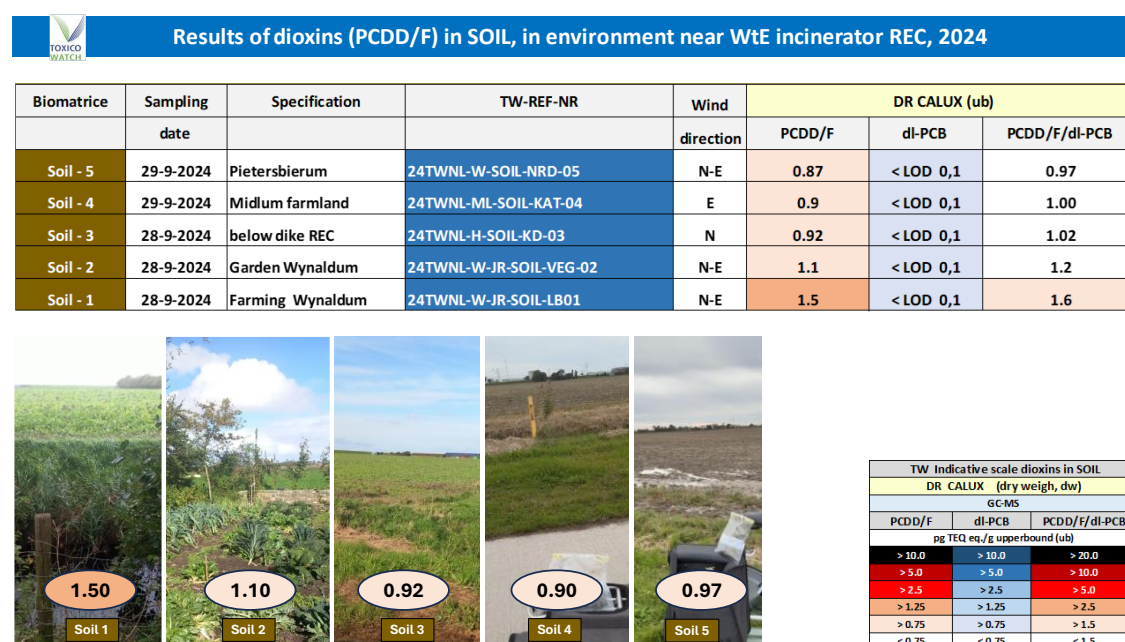 TOXICO
WATCH
Results of dioxins (PCDD/F) in SOIL, in environment near WtE incinerator REC, 2024
Biomatrice Sampling Specification TW-REF-NR Wind DR CALUX (ub)
date direction PCDD/F dl-PCB PCDD/F/dl-PCB
Soil - 5 29-9-2024 Pietersbierum 24TWNL-W-SOIL-NRD-05 N-E 0.87 < LOD 0,1 0.97
Soil - 4 29-9-2024 Midlum farmland 24TWNL-ML-SOIL-KAT-04 E 0.9 < LOD 0,1 1.00
Soil - 3 28-9-2024 below dike REC 24TWNL-H-SOIL-KD-03 N 0.92 < LOD 0,1 1.02
Soil - 2 28-9-2024 Garden Wynaldum 24TWNL-W-JR-SOIL-VEG-02 N-E 1.1 < LOD 0,1 1.2
Soil - 1 28-9-2024 Farming Wynaldum 24TWNL-W-JR-SOIL-LB01 N-E 1.5 < LOD 0,1 1.6
1.50 1.10 0.92 0.90 0.97
Soil 1 Soil 2 Soil 3 Soil 4 Soil 5
TW Indicative scale dioxins in SOIL
DR CALUX (dry weigh, dw)
GC-MS
PCDD/F dl-PCB PCDD/F/dl-PCB
pg TEQ eq./g upperbound (ub)
> 10.0 > 10.0 > 20.0
> 5.0 > 5.0 > 10.0
> 2.5 > 2.5 > 5.0
> 1.25 > 1.25 > 2.5
> 0.75 > 0.75 > 1.5
< 0.75 < 0.75 < 1.5